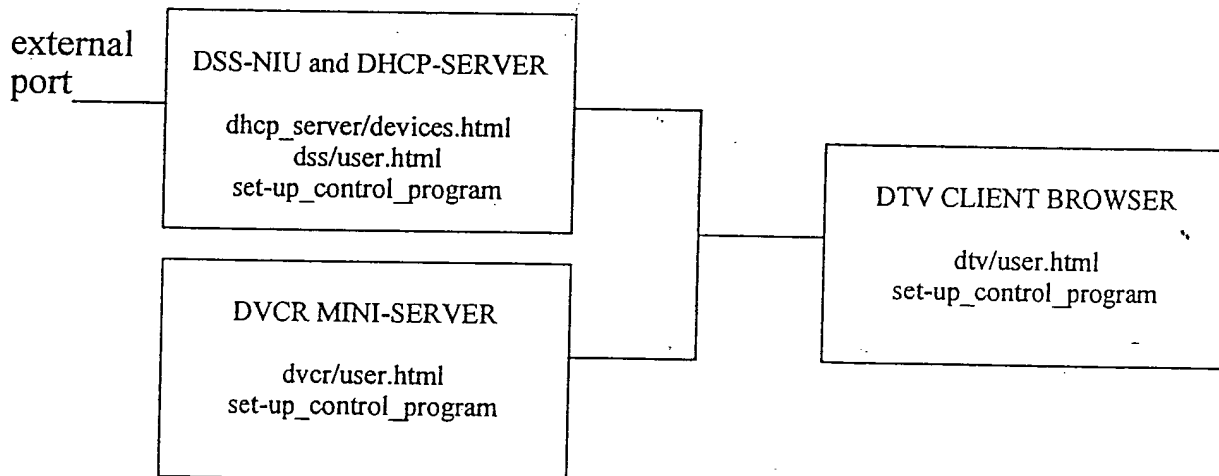 external
port
DSS-NIU and DHCP-SERVER
dhcp_server/devices.html
dss/user.html
set-up_control_program
DVCR MINI-SERVER
dvcr/user.html
set-up_control_program
DTV CLIENT BROWSER
dtv/user.html
set-up_control_program